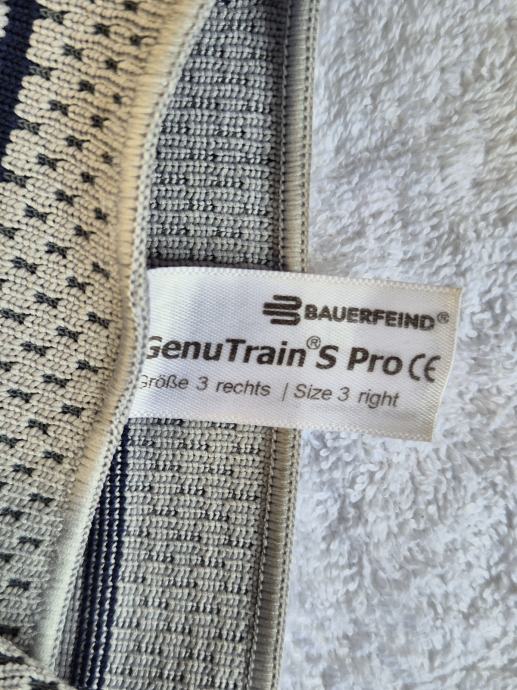 BAUERFEIND®
GenuTrain® S Pro CE
Größe 3 rechts | Size 3 right